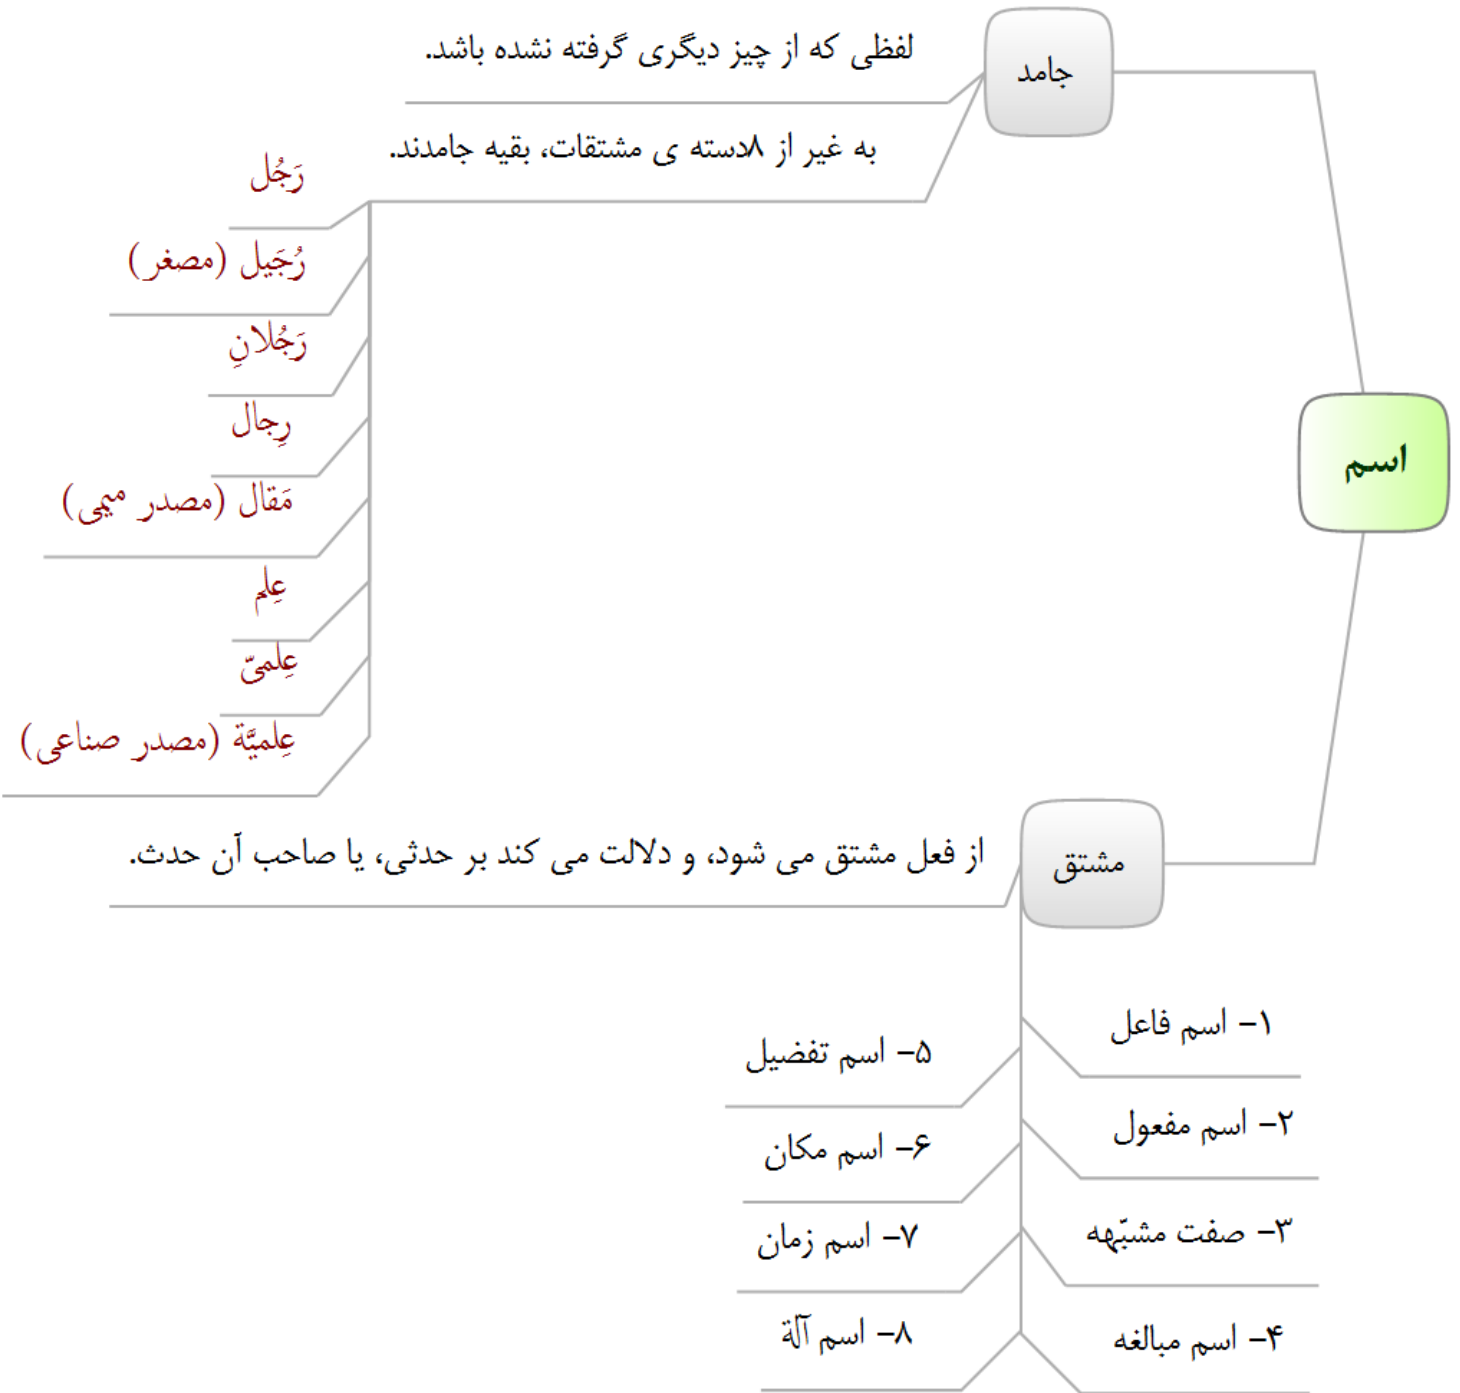 اسم
جامد
لفظی که از چیز دیگری گرفته نشده باشد.
به غیر از ۸دسته ی مشتقات، بقیه جامدند.
رَجُل
رُجَیل (مصغر)
رَجُلانِ
رِجال
مَقال (مصدر میمی)
عِلم
عِلمیّ
عِلمیَّة (مصدر صناعی)
مشتق
از فعل مشتق می شود، و دلالت می کند بر حدثی، یا صاحب آن حدث.
۱- اسم فاعل
۲- اسم مفعول
۳- صفت مشبّهه
۴- اسم مبالغه
۵- اسم تفضیل
۶- اسم مکان
۷- اسم زمان
۸- اسم آلة